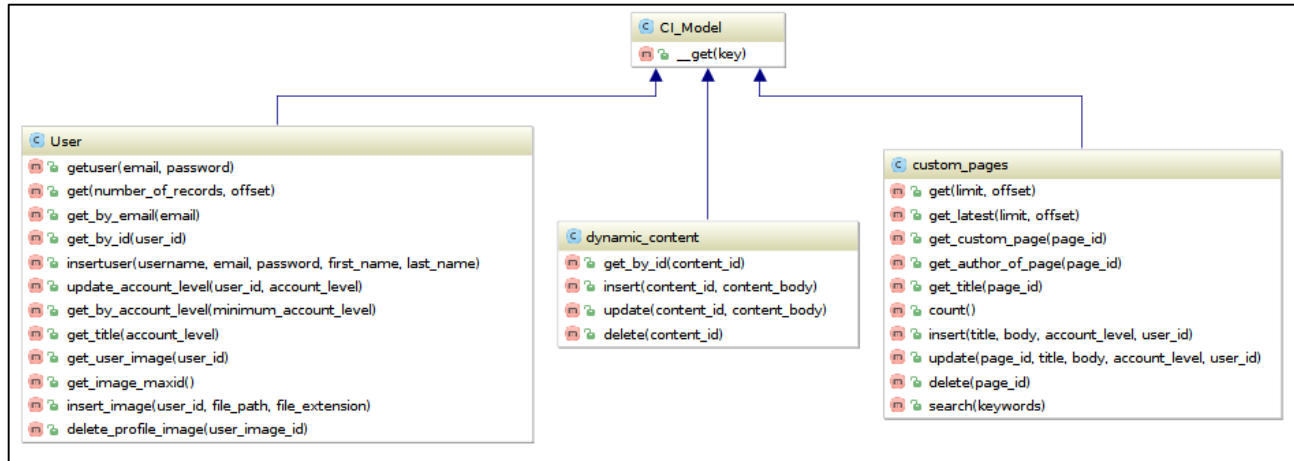 CI_Model
__get(key)
User
getuser(email, password)
get(number_of_records, offset)
get_by_email(email)
get_by_id(user_id)
insertuser(username, email, password, first_name, last_name)
update_account_level(user_id, account_level)
get_by_account_level(minimum_account_level)
get_title(account_level)
get_user_image(user_id)
get_image_maxid()
insert_image(user_id, file_path, file_extension)
delete_profile_image(user_image_id)
dynamic_content
get_by_id(content_id)
insert(content_id, content_body)
update(content_id, content_body)
delete(content_id)
custom_pages
get(limit, offset)
get_latest(limit, offset)
get_custom_page(page_id)
get_author_of_page(page_id)
get_title(page_id)
count()
insert(title, body, account_level, user_id)
update(page_id, title, body, account_level, user_id)
delete(page_id)
search(keywords)